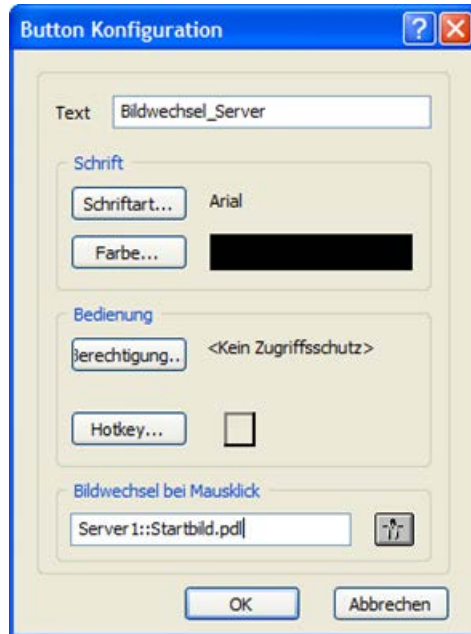 Button Konfiguration
Text Bildwechsel_Server
Schrift
Schriftart... Arial
Farbe...
Bedienung
Berechtigung.. <Kein Zugriffsschutz>
Hotkey...
Bildwechsel bei Mausklick
Server1::Startbild.pdl
OK Abbrechen